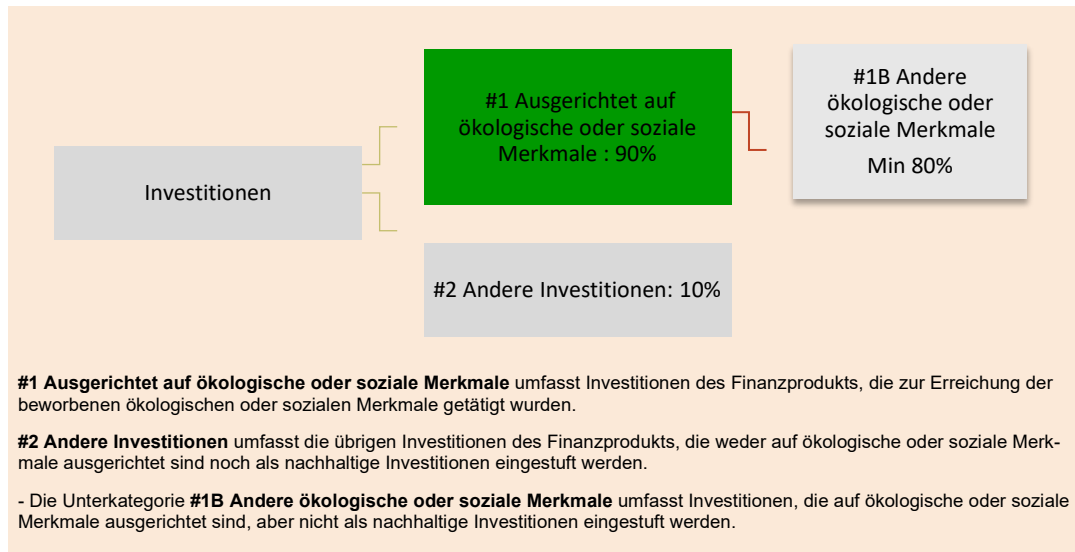 #1 Ausgerichtet auf
ökologische oder soziale
Merkmale : 90%
#1B Andere
ökologische oder
soziale Merkmale
Min 80%
Investitionen
#2 Andere Investitionen: 10%
#1 Ausgerichtet auf ökologische oder soziale Merkmale umfasst Investitionen des Finanzprodukts, die zur Erreichung der
beworbenen ökologischen oder sozialen Merkmale getätigt wurden.
#2 Andere Investitionen umfasst die übrigen Investitionen des Finanzprodukts, die weder auf ökologische oder soziale Merk-
male ausgerichtet sind noch als nachhaltige Investitionen eingestuft werden.
- Die Unterkategorie #1B Andere ökologische oder soziale Merkmale umfasst Investitionen, die auf ökologische oder soziale
Merkmale ausgerichtet sind, aber nicht als nachhaltige Investitionen eingestuft werden.